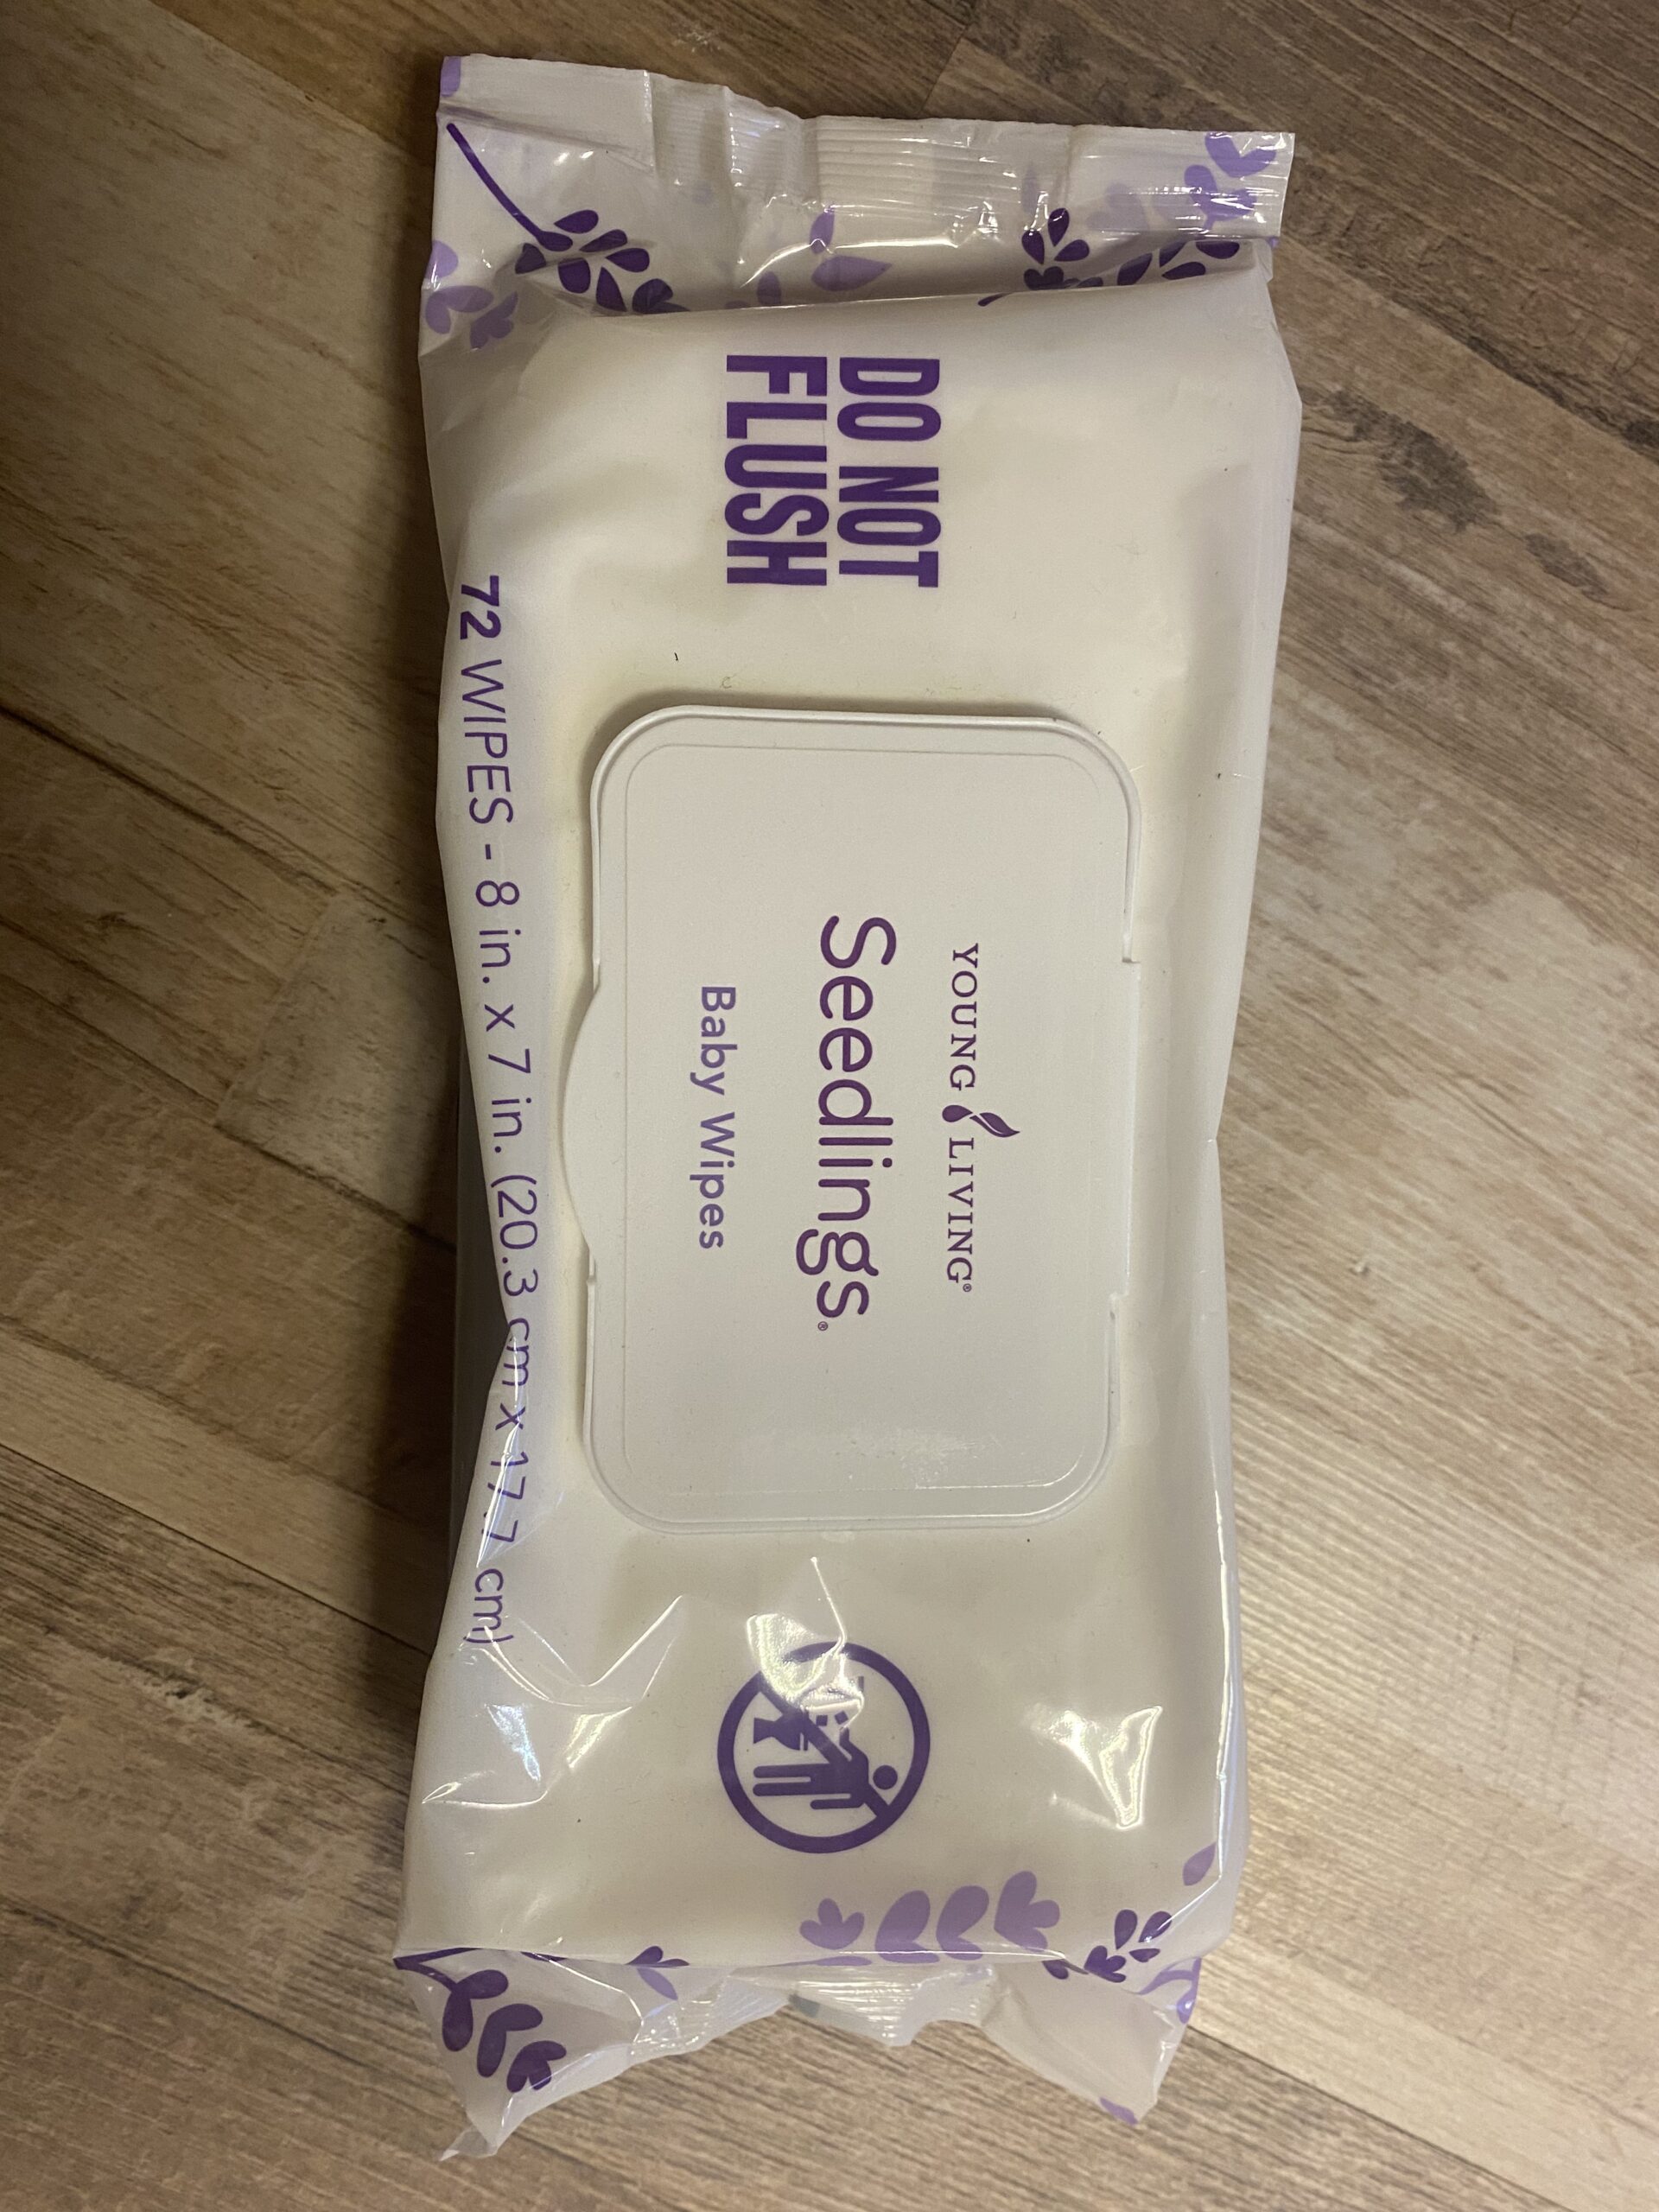 DO NOT
FLUSH
YOUNG LIVING®
Seedlings®
Baby Wipes
72 WIPES - 8 in. x 7 in. (20.3 cm x 17.7 cm)